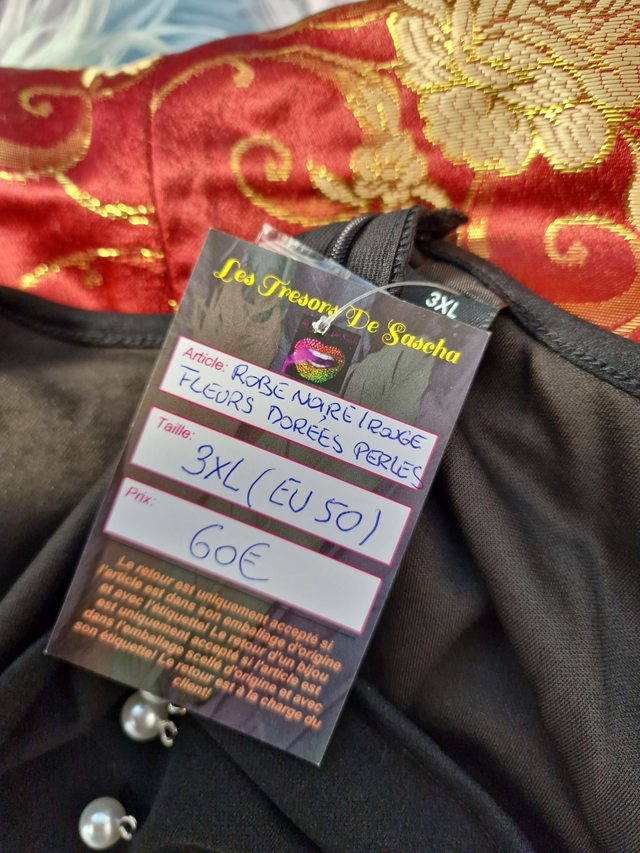 Les Tresors De Sascha
3XL
Article: ROBE NOIRE/ROUGE
FLEURS DOREES PERLES
Taille:
3XL (EU 50)
Prix:
60€
Le retour est uniquement accepté si
l'article est dans son emballage d'origine
et avec l'étiquette! Le retour d'un bijou
est uniquement accepté si l'article est
dans l'emballage scellé d'origine et avec
son étiquette! Le retour est à la charge du
client!